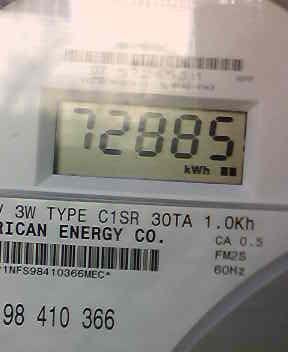 72885
kWh
V 3W TYPE C1SR 30TA 1.0Kh
RICAN ENERGY CO.
CA 0.5
FM2S
60Hz
1NFS98410366MEC*
98 410 366